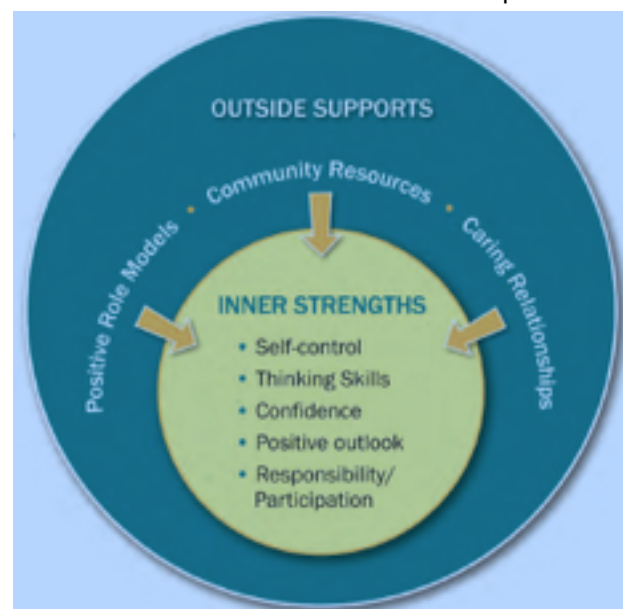 OUTSIDE SUPPORTS
Positive Role Models • Community Resources • Caring Relationships
INNER STRENGTHS
• Self-control
• Thinking Skills
• Confidence
• Positive outlook
• Responsibility/
Participation